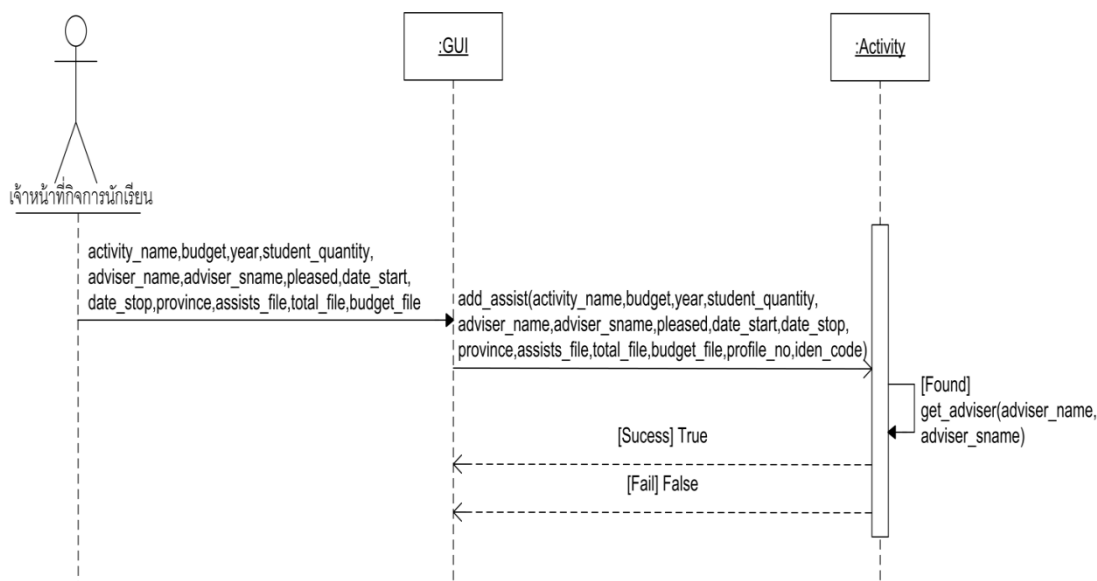 :GUI
:Activity
เจ้าหน้าที่กิจการนักเรียน
activity_name,budget,year,student_quantity,
adviser_name,adviser_sname,pleased,date_start,
date_stop,province,assists_file,total_file,budget_file
add_assist(activity_name,budget,year,student_quantity,
adviser_name,adviser_sname,pleased,date_start,date_stop,
province,assists_file,total_file,budget_file,profile_no,iden_code)
[Found]
get_adviser(adviser_name,
adviser_sname)
[Sucess] True
[Fail] False